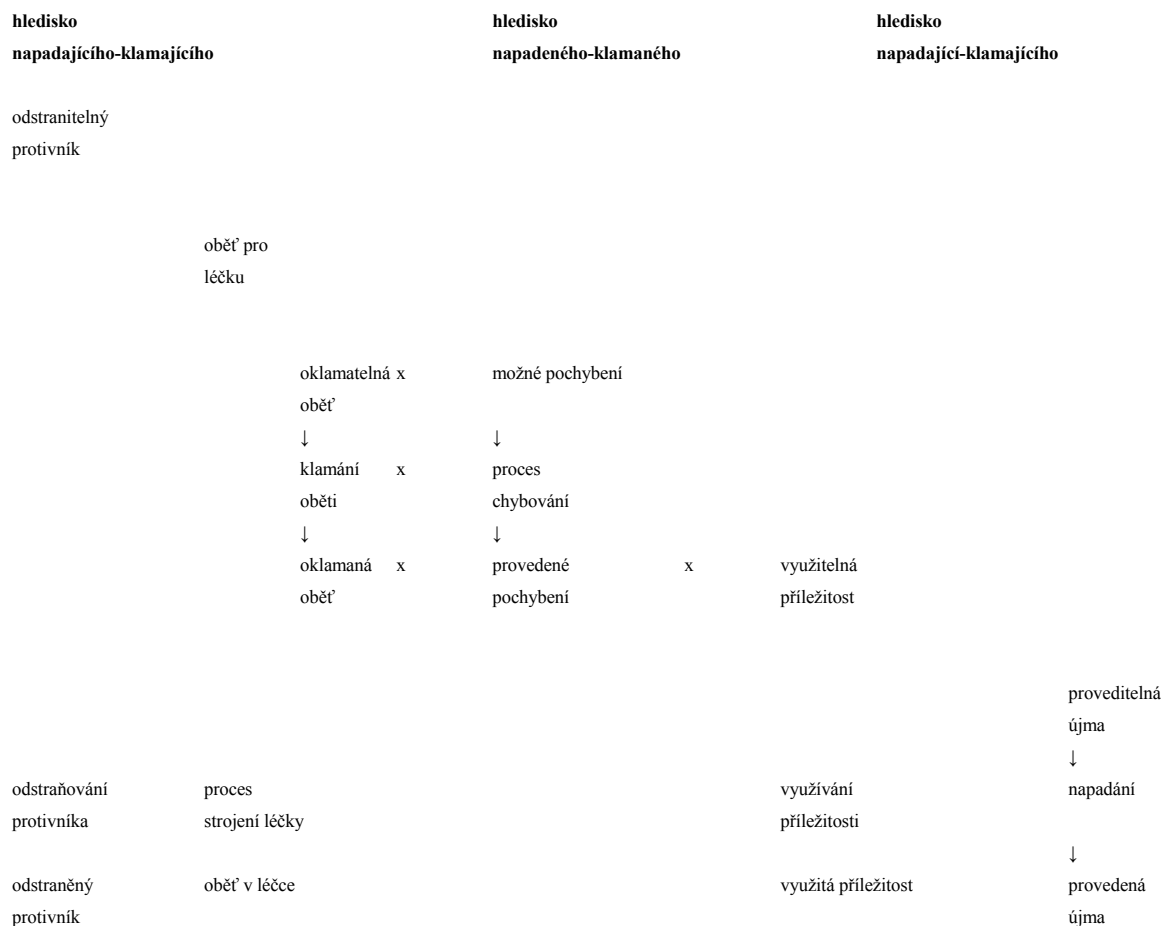 hledisko hledisko hledisko
napadajícího-klamajícího napadeného-klamaného napadající-klamajícího
odstranitelný
protivník
oběť pro
léčku
oklamatelná x možné pochybení
oběť
↓ ↓
klamání x proces
oběti chybování
↓ ↓
oklamaná x provedené x využitelná
oběť pochybení příležitost
proveditelná
újma
↓
odstraňování proces využívání napadání
protivníka strojení léčky příležitosti
↓
odstraněný oběť v léčce využitá příležitost provedená
protivník újma